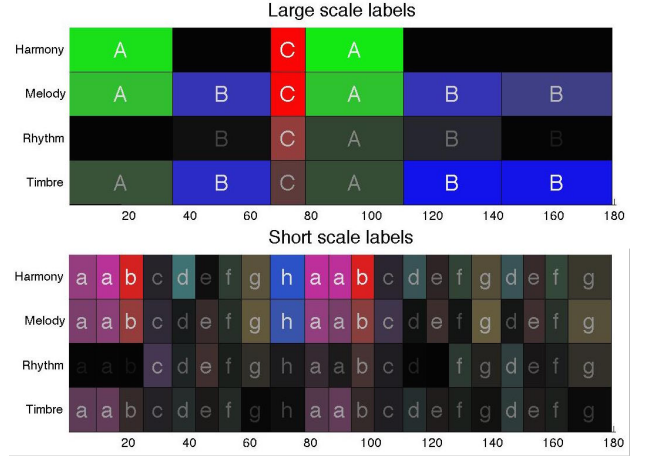 Large scale labels
Harmony A C A
Melody A B C A B B
Rhythm B C A B B
Timbre A B C A B B
20 40 60 80 100 120 140 160 180
Short scale labels
Harmony a a b c d e f g h a a b c d e f g d e f g
Melody a a b c d e f g h a a b c d e f g d e f g
Rhythm a a b c d e f g h a a b c d f g d e f g
Timbre a a b c d e f g h a a b c d e f g d e f g
20 40 60 80 100 120 140 160 180